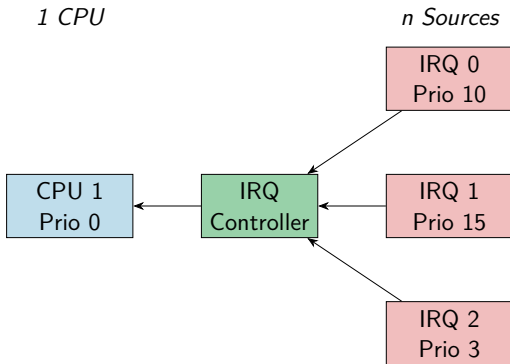 1 CPU
n Sources
IRQ 0
Prio 10
CPU 1
Prio 0
IRQ
Controller
IRQ 1
Prio 15
IRQ 2
Prio 3